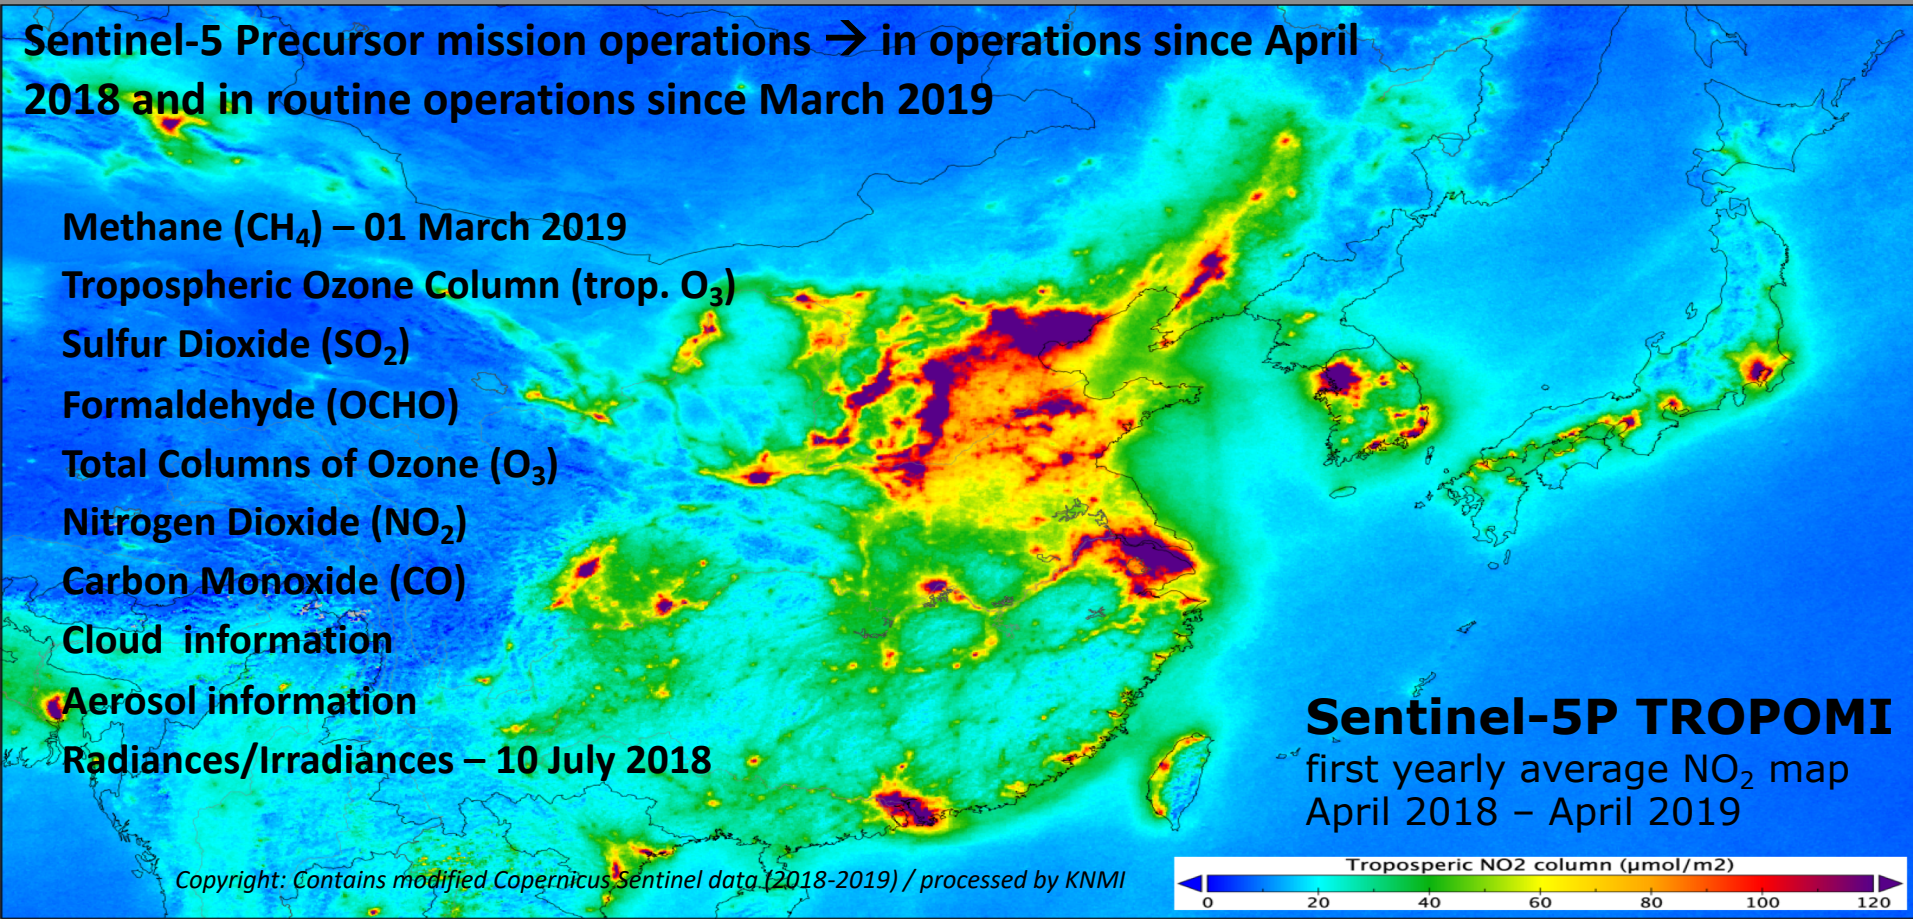 Sentinel-5 Precursor mission operations → in operations since April
2018 and in routine operations since March 2019
Methane (CH₄) – 01 March 2019
Tropospheric Ozone Column (trop. O₃)
Sulfur Dioxide (SO₂)
Formaldehyde (OCHO)
Total Columns of Ozone (O₃)
Nitrogen Dioxide (NO₂)
Carbon Monoxide (CO)
Cloud  information
Aerosol information
Radiances/Irradiances – 10 July 2018
Sentinel-5P TROPOMI
first yearly average NO₂ map
April 2018 – April 2019
Copyright: Contains modified Copernicus Sentinel data (2018-2019) / processed by KNMI
Troposperic NO2 column (μmol/m2)
0 20 40 60 80 100 120